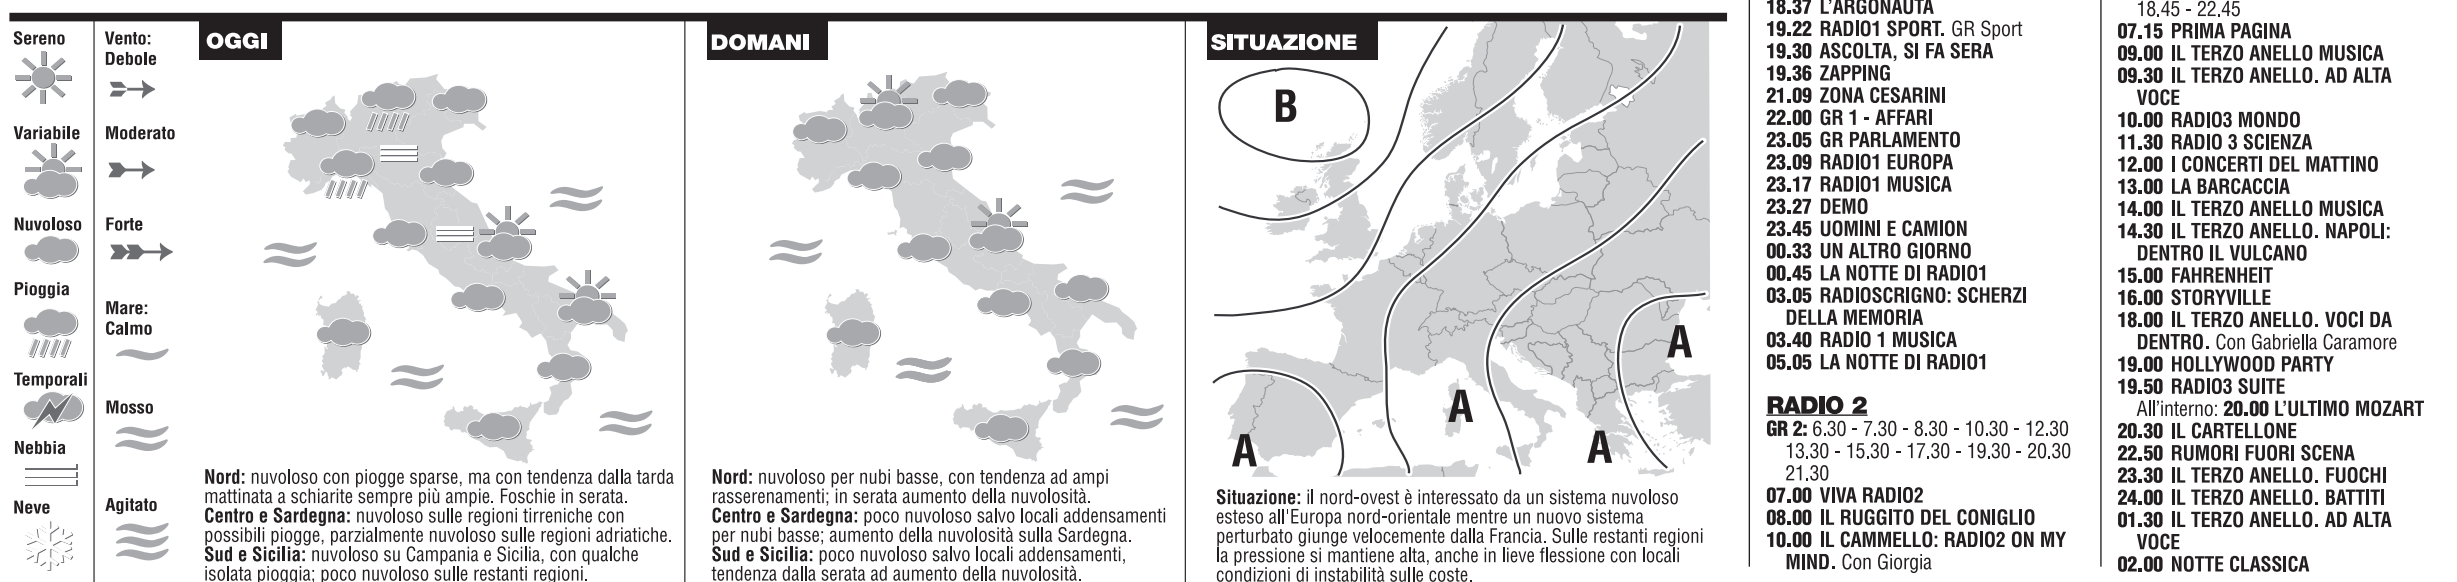 Sereno
Variabile
Nuvoloso
Pioggia
Temporali
Nebbia
Neve
Vento:
Debole
Moderato
Forte
Mare:
Calmo
Mosso
Agitato
OGGI
Nord: nuvoloso con piogge sparse, ma con tendenza dalla tarda
mattinata a schiarite sempre più ampie. Foschie in serata.
Centro e Sardegna: nuvoloso sulle regioni tirreniche con
possibili piogge, parzialmente nuvoloso sulle regioni adriatiche.
Sud e Sicilia: nuvoloso su Campania e Sicilia, con qualche
isolata pioggia; poco nuvoloso sulle restanti regioni.
DOMANI
Nord: nuvoloso per nubi basse, con tendenza ad ampi
rasserenamenti; in serata aumento della nuvolosità.
Centro e Sardegna: poco nuvoloso salvo locali addensamenti
per nubi basse; aumento della nuvolosità sulla Sardegna.
Sud e Sicilia: poco nuvoloso salvo locali addensamenti,
tendenza dalla serata ad aumento della nuvolosità.
SITUAZIONE
B
A
A
A
A
Situazione: il nord-ovest è interessato da un sistema nuvoloso
esteso all'Europa nord-orientale mentre un nuovo sistema
perturbato giunge velocemente dalla Francia. Sulle restanti regioni
la pressione si mantiene alta, anche in lieve flessione con locali
condizioni di instabilità sulle coste.
18.37 L'ARGONAUTA
19.22 RADIO1 SPORT. GR Sport
19.30 ASCOLTA, SI FA SERA
19.36 ZAPPING
21.09 ZONA CESARINI
22.00 GR 1 - AFFARI
23.05 GR PARLAMENTO
23.09 RADIO1 EUROPA
23.17 RADIO1 MUSICA
23.27 DEMO
23.45 UOMINI E CAMION
00.33 UN ALTRO GIORNO
00.45 LA NOTTE DI RADIO1
03.05 RADIOSCRIGNO: SCHERZI
DELLA MEMORIA
03.40 RADIO 1 MUSICA
05.05 LA NOTTE DI RADIO1
RADIO 2
GR 2: 6.30 - 7.30 - 8.30 - 10.30 - 12.30
13.30 - 15.30 - 17.30 - 19.30 - 20.30
21.30
07.00 VIVA RADIO2
08.00 IL RUGGITO DEL CONIGLIO
10.00 IL CAMMELLO: RADIO2 ON MY
MIND. Con Giorgia
18.45 - 22.45
07.15 PRIMA PAGINA
09.00 IL TERZO ANELLO MUSICA
09.30 IL TERZO ANELLO. AD ALTA
VOCE
10.00 RADIO3 MONDO
11.30 RADIO 3 SCIENZA
12.00 I CONCERTI DEL MATTINO
13.00 LA BARCACCIA
14.00 IL TERZO ANELLO MUSICA
14.30 IL TERZO ANELLO. NAPOLI:
DENTRO IL VULCANO
15.00 FAHRENHEIT
16.00 STORYVILLE
18.00 IL TERZO ANELLO. VOCI DA
DENTRO. Con Gabriella Caramore
19.00 HOLLYWOOD PARTY
19.50 RADIO3 SUITE
All'interno: 20.00 L'ULTIMO MOZART
20.30 IL CARTELLONE
22.50 RUMORI FUORI SCENA
23.30 IL TERZO ANELLO. FUOCHI
24.00 IL TERZO ANELLO. BATTITI
01.30 IL TERZO ANELLO. AD ALTA
VOCE
02.00 NOTTE CLASSICA